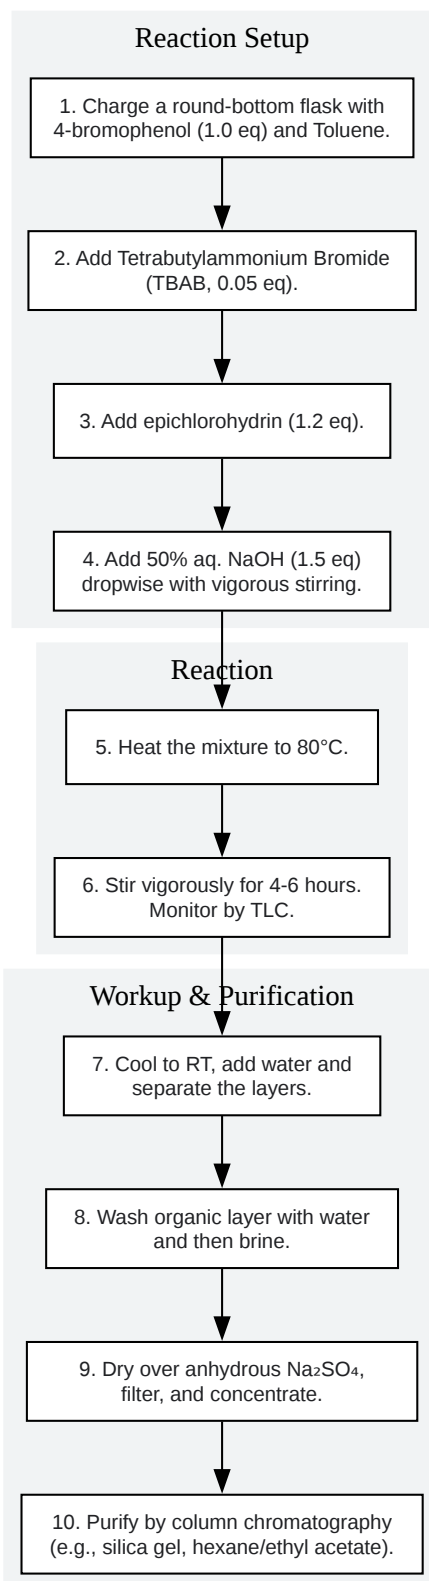 Reaction Setup
1. Charge a round-bottom flask with
4-bromophenol (1.0 eq) and Toluene.
2. Add Tetrabutylammonium Bromide
(TBAB, 0.05 eq).
3. Add epichlorohydrin (1.2 eq).
4. Add 50% aq. NaOH (1.5 eq)
dropwise with vigorous stirring.
Reaction
5. Heat the mixture to 80°C.
6. Stir vigorously for 4-6 hours.
Monitor by TLC.
Workup & Purification
7. Cool to RT, add water and
separate the layers.
8. Wash organic layer with water
and then brine.
9. Dry over anhydrous Na₂SO₄,
filter, and concentrate.
10. Purify by column chromatography
(e.g., silica gel, hexane/ethyl acetate).